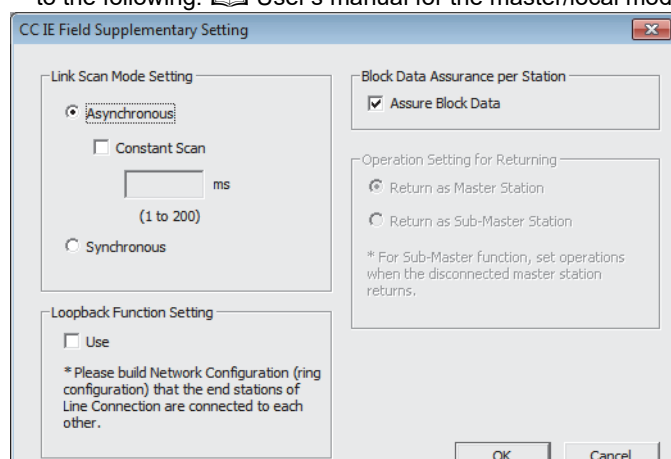 to the following. User's manual for the master/local mod
CC IE Field Supplementary Setting
Link Scan Mode Setting
Asynchronous
Constant Scan
ms
(1 to 200)
Synchronous
Loopback Function Setting
Use
* Please build Network Configuration (ring
configuration) that the end stations of
Line Connection are connected to each
other.
Block Data Assurance per Station
Assure Block Data
Operation Setting for Returning
Return as Master Station
Return as Sub-Master Station
* For Sub-Master function, set operations
when the disconnected master station
returns.
OK
Cancel